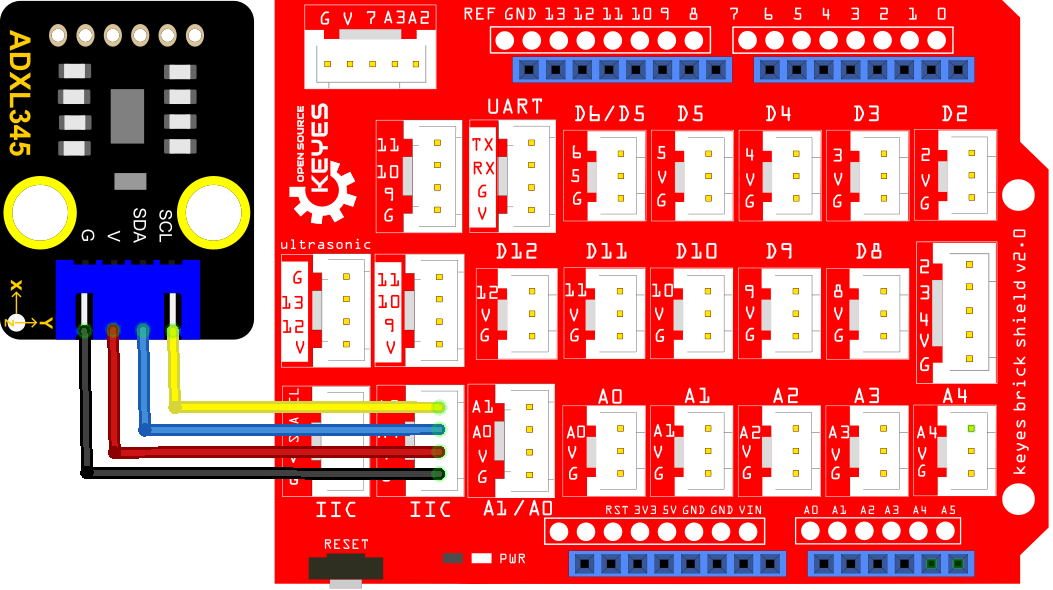 ADXL345
G
V
SDA
SCL
X
Y
Z
G V 7 A3 A2
REF GND 13 12 11 10 9 8
7 6 5 4 3 2 1 0
OPEN SOURCE
KEYES
11
10
9
G
UART
TX
RX
G
V
D6/D5
6
5
G
D5
5
V
G
D4
4
V
G
D3
3
V
G
D2
2
V
G
ultrasonic
G
13
12
V
11
10
9
V
D12
12
V
G
D11
11
V
G
D10
10
V
G
D9
9
V
G
D8
8
V
G
2
3
4
V
G
IIC
IIC
A1
A0
V
G
A1/A0
A0
A0
V
G
A1
A1
V
G
A2
A2
V
G
A3
A3
V
G
A4
A4
V
G
keyes brick shield v2.0
RST 3V3 5V GND GND VIN
A0 A1 A2 A3 A4 A5
RESET
PWR